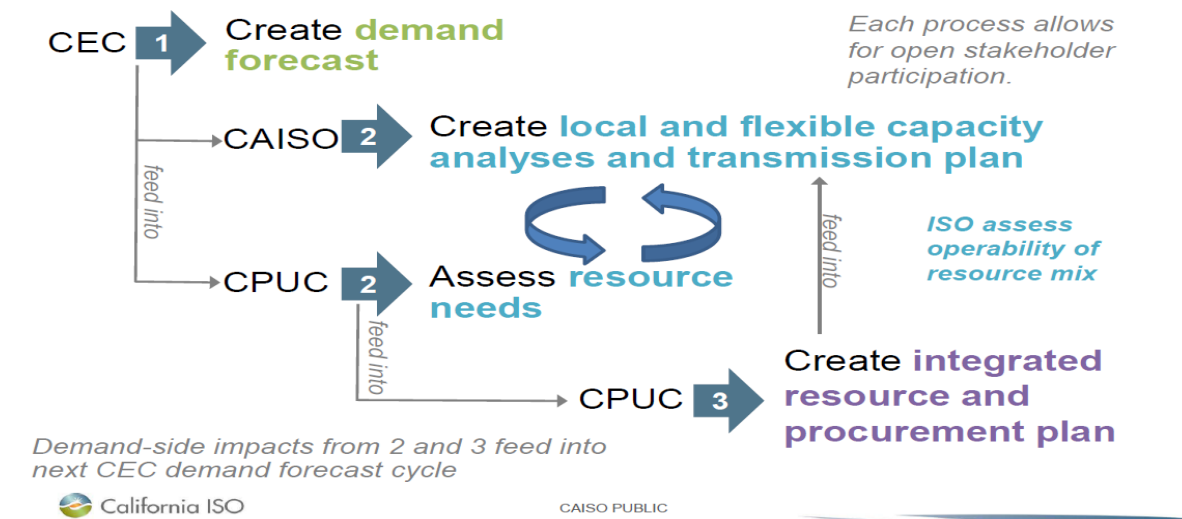 CEC 1 Create demand
forecast
Each process allows
for open stakeholder
participation.
CAISO 2 Create local and flexible capacity
analyses and transmission plan
feed into
feed into
ISO assess
operability of
resource mix
CPUC 2 Assess resource
needs
feed into
CPUC 3 Create integrated
resource and
procurement plan
Demand-side impacts from 2 and 3 feed into
next CEC demand forecast cycle
California ISO
CAISO PUBLIC